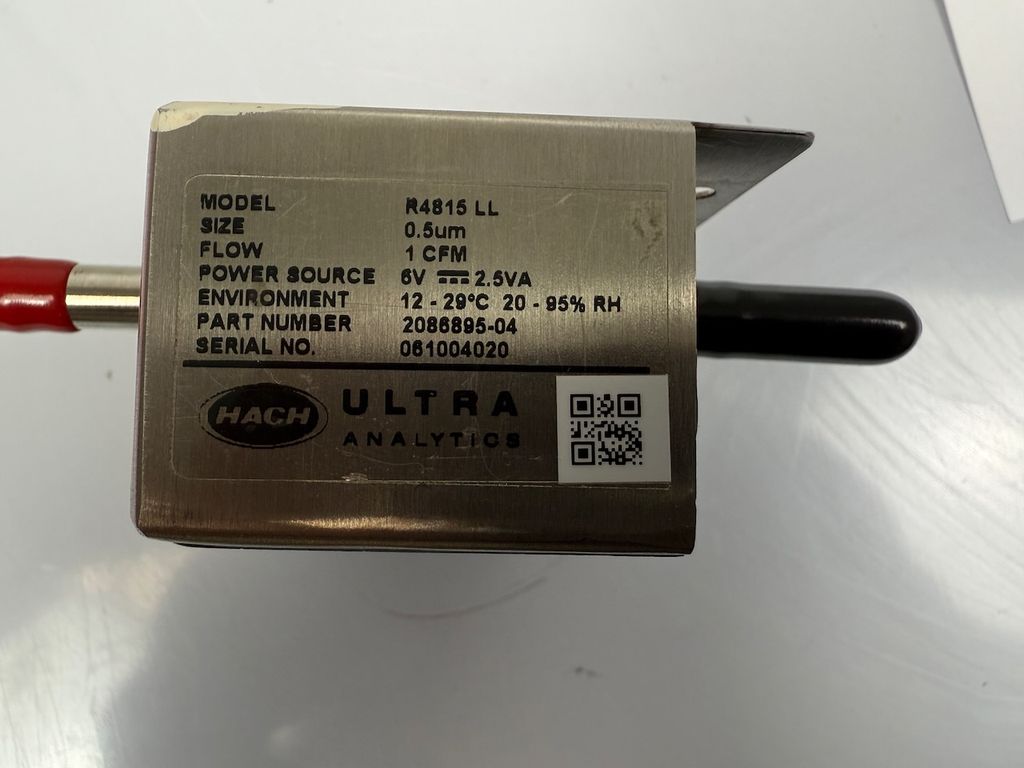 MODEL R4815 LL
SIZE 0.5um
FLOW 1 CFM
POWER SOURCE 6V 2.5VA
ENVIRONMENT 12 - 29°C 20 - 95% RH
PART NUMBER 2086895-04
SERIAL NO. 061004020
HACH ULTRA
ANALYTICS